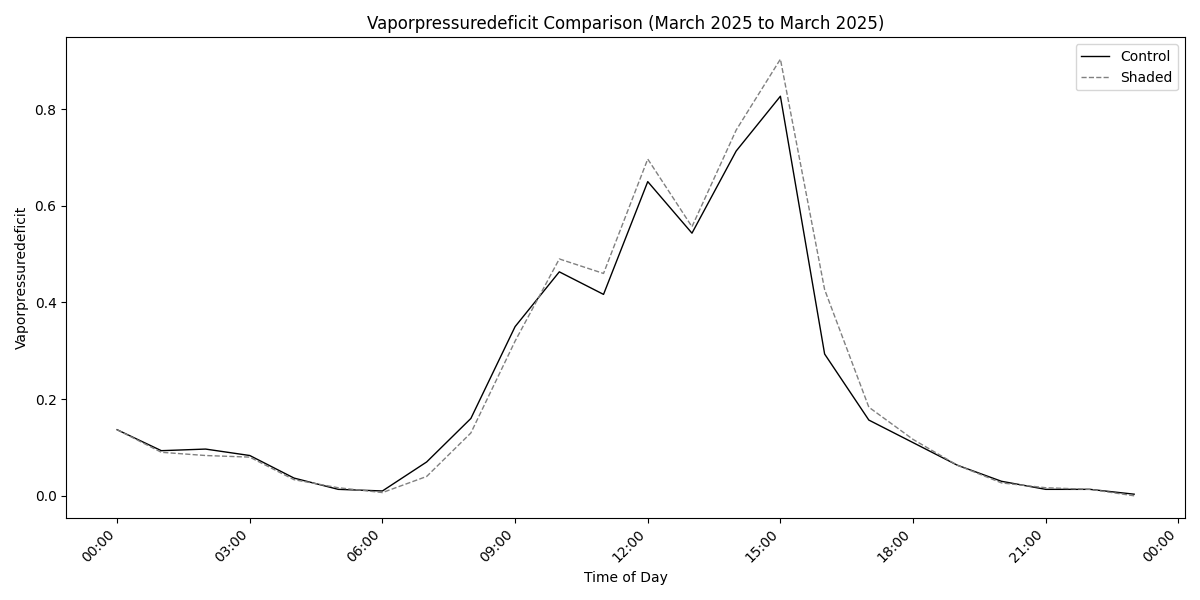 Vaporpressuredeficit Comparison (March 2025 to March 2025)
Control
Shaded
Vaporpressuredeficit
0.8
0.6
0.4
0.2
0.0
00:00
03:00
06:00
09:00
12:00
15:00
18:00
21:00
00:00
Time of Day